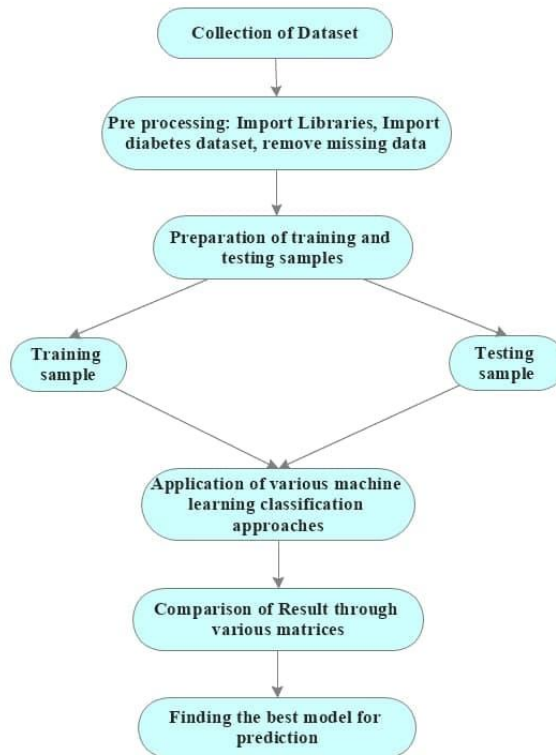 Collection of Dataset
Pre processing: Import Libraries, Import
diabetes dataset, remove missing data
Preparation of training and
testing samples
Training
sample
Testing
sample
Application of various machine
learning classification
approaches
Comparison of Result through
various matrices
Finding the best model for
prediction